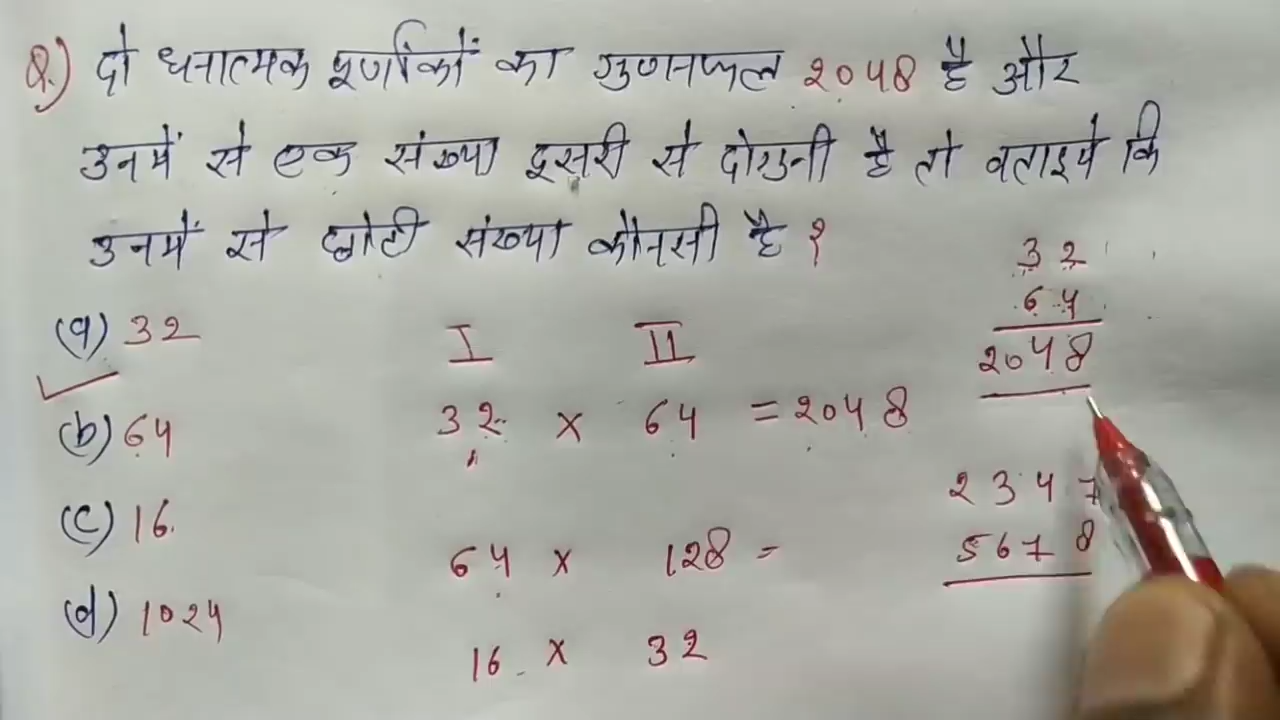 Q.) दो धनात्मक पूर्णांकों का गुणनफल 2048 है और
उनमें से एक संख्या दूसरी से दोगुनी है तो बताइये कि
उनमें से छोटी संख्या कौनसी है ?
(a) 32
(b) 64
(c) 16
(d) 1024
I II
32 × 64 = 2048
64 × 128 =
16 × 32
32
64
2048
2347
5678